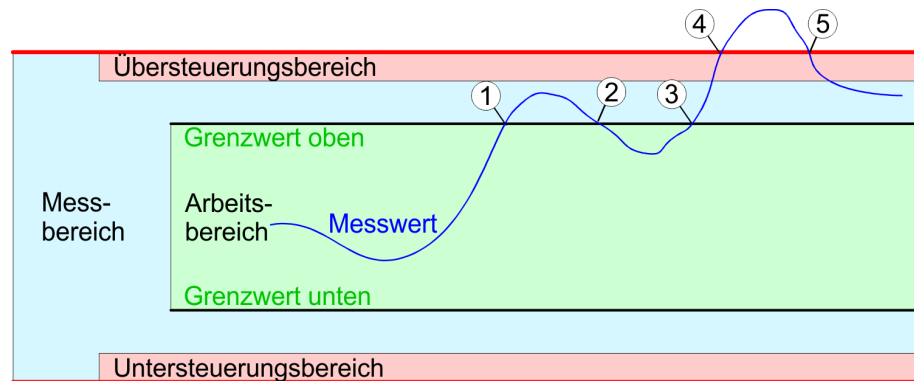 4
5
Übersteuerungsbereich
1
2
3
Grenzwert oben
Mess-
bereich
Arbeits-
bereich
Messwert
Grenzwert unten
Untersteuerungsbereich